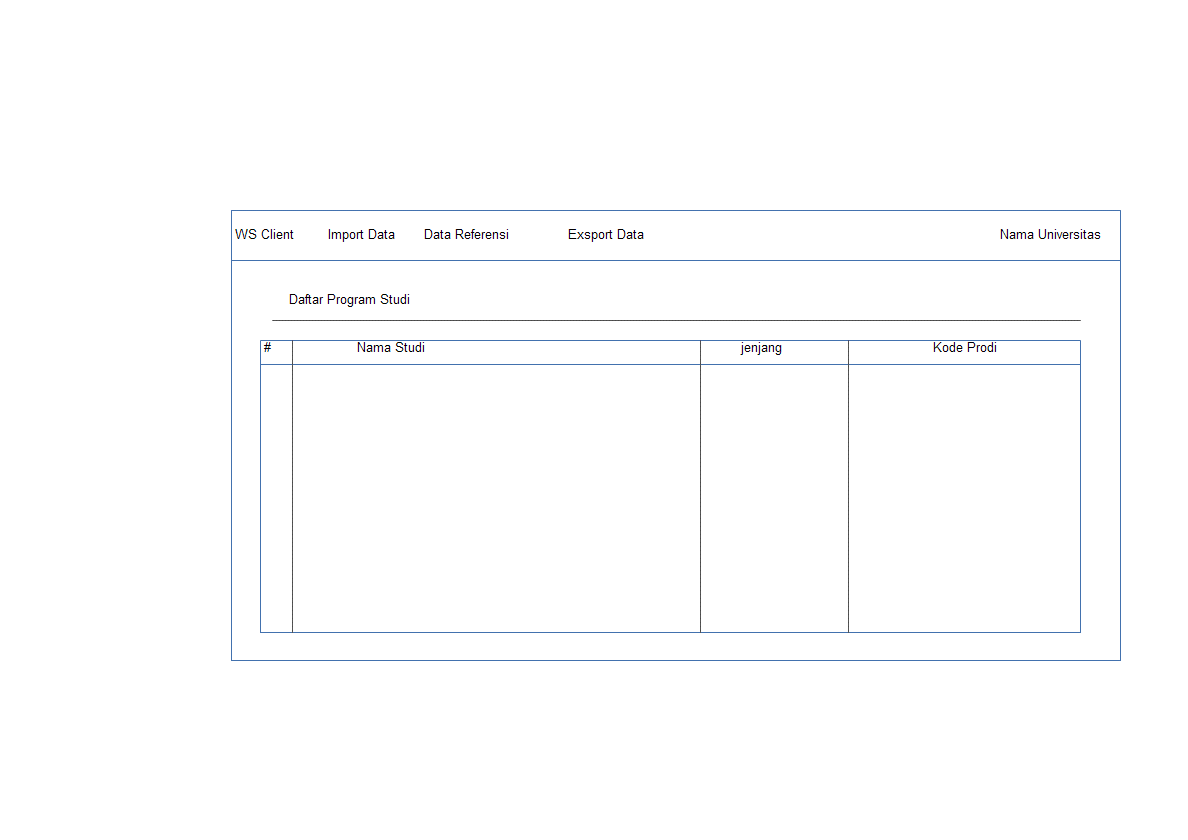 WS Client Import Data Data Referensi Exsport Data Nama Universitas
Daftar Program Studi
# Nama Studi jenjang Kode Prodi